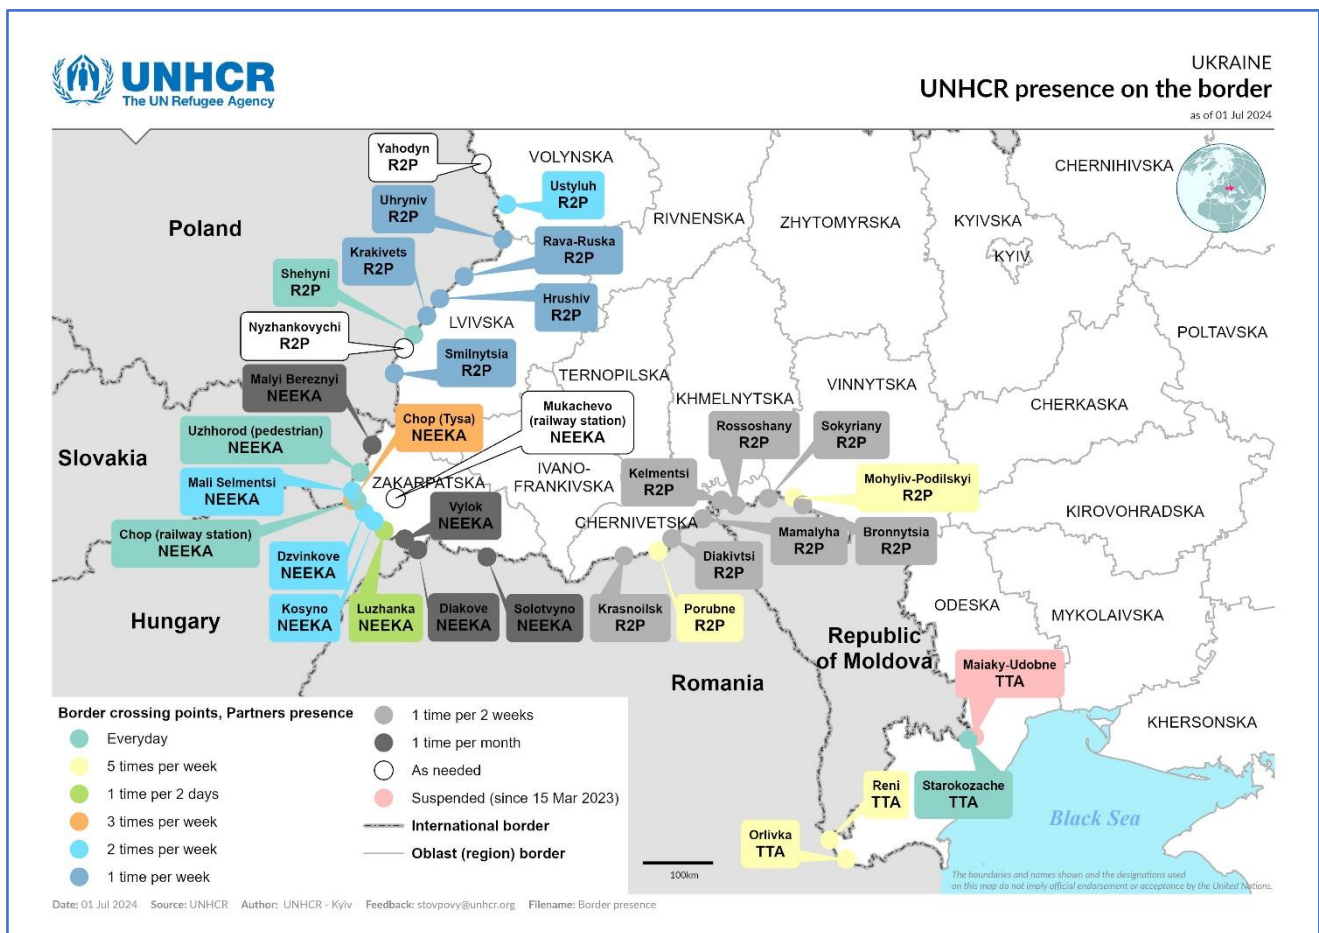 UNHCR
The UN Refugee Agency
UKRAINE
UNHCR presence on the border
as of 01 Jul 2024
Yahodyn
R2P
VOLYNSKA
CHERNIHIVSKA
Ustyluh
R2P
Uhryniv
R2P
RIVNENSKA
ZHYTOMYRSKA
KYIVSKA
Poland
Rava-Ruska
R2P
Krakivets
R2P
KYIV
Shehyni
R2P
Hrushiv
R2P
Nyzhankovychi
R2P
LVIVSKA
POLTAVSKA
Smilnytsia
R2P
Malyi Bereznyi
NEEKA
TERNOPILSKA
VINNYTSKA
KHMELNYTSKA
CHERKASKA
Chop (Tysa)
NEEKA
Mukachevo
(railway station)
NEEKA
Rossoshany
R2P
Sokyriany
R2P
Uzhhorod (pedestrian)
NEEKA
Slovakia
Mali Selmentsi
NEEKA
ZAKARPATSKA
IVANO-
FRANKIVSKA
Kelmentsi
R2P
Mohyliv-Podilskyi
R2P
Vylok
NEEKA
KIROVOHRADSKA
Chop (railway station)
NEEKA
CHERNIVETSKA
Mamalyha
R2P
Bronnytsia
R2P
Dzvinkove
NEEKA
Diakivtsi
R2P
Hungary
Kosyno
NEEKA
Luzhanka
NEEKA
Diakove
NEEKA
Solotvyno
NEEKA
Krasnoilsk
R2P
Porubne
R2P
ODESKA
MYKOLAIVSKA
Republic
of Moldova
Maiaky-Udobne
TTA
Romania
KHERSONSKA
Reni
TTA
Starokozache
TTA
Orlivka
TTA
Black Sea
Border crossing points, Partners presence
Everyday
5 times per week
1 time per 2 days
3 times per week
2 times per week
1 time per week
1 time per 2 weeks
1 time per month
As needed
Suspended (since 15 Mar 2023)
International border
Oblast (region) border
100km
The boundaries and names shown and the designations used
on this map do not imply official endorsement or acceptance by the United Nations.
Date: 01 Jul 2024 Source: UNHCR Author: UNHCR - Kyiv Feedback: stovpovy@unhcr.org Filename: Border presence